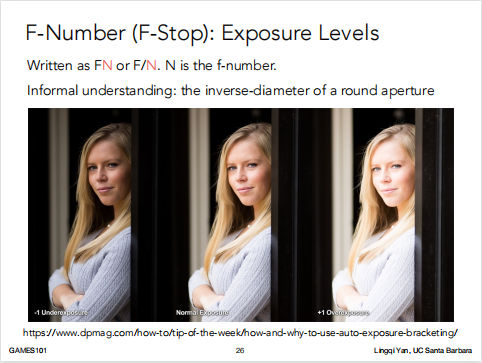 F-Number (F-Stop): Exposure Levels
Written as FN or F/N. N is the f-number.
Informal understanding: the inverse-diameter of a round aperture
-1 Underexposure
Normal Exposure
+1 Overexposure
https://www.dpmag.com/how-to/tip-of-the-week/how-and-why-to-use-auto-exposure-bracketing/
GAMES101
26
Lingqi Yan, UC Santa Barbara